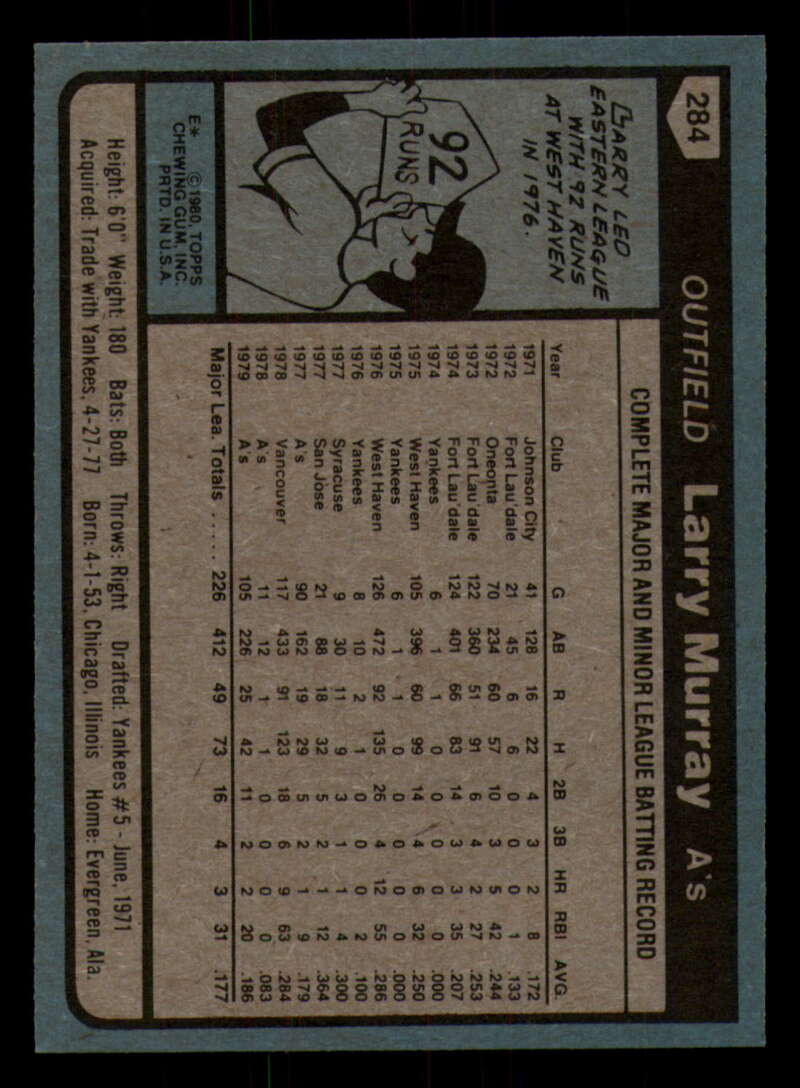 284 OUTFIELD Larry Murray A's
LARRY LED
EASTERN LEAGUE
WITH 92 RUNS
AT WEST HAVEN
IN 1976.
92
RUNS
E* © 1980, TOPPS
CHEWING GUM, INC.
PRTD. IN U.S.A.
COMPLETE MAJOR AND MINOR LEAGUE BATTING RECORD
Year Club G AB R H 2B 3B HR RBI AVG.
1971 Johnson City 41 128 16 22 4 3 2 8 .172
1972 Fort Lau'dale 21 45 6 6 0 0 0 1 .133
1972 Oneonta 70 234 60 57 10 3 5 42 .244
1973 Fort Lau'dale 122 360 51 91 6 4 2 27 .253
1974 Fort Lau'dale 124 401 66 83 14 3 3 35 .207
1974 Yankees 6 1 1 0 0 0 0 0 .000
1975 West Haven 105 396 60 99 14 4 6 32 .250
1975 Yankees 6 1 1 0 0 0 0 0 .000
1976 West Haven 126 472 92 135 26 4 12 55 .286
1976 Yankees 8 10 2 1 0 0 0 2 .100
1977 Syracuse 9 30 11 9 3 1 1 4 .300
1977 San Jose 21 88 18 32 5 2 1 12 .364
1977 A's 90 162 19 29 5 2 1 9 .179
1978 Vancouver 117 433 91 123 18 6 9 63 .284
1978 A's 11 12 1 1 0 0 0 0 .083
1979 A's 105 226 25 42 11 2 2 20 .186
Major Lea. Totals ..... 226 412 49 73 16 4 3 31 .177
Height: 6'0" Weight: 180 Bats: Both Throws: Right Drafted: Yankees #5 - June, 1971
Acquired: Trade with Yankees, 4-27-77 Born: 4-1-53, Chicago, Illinois Home: Evergreen, Ala.